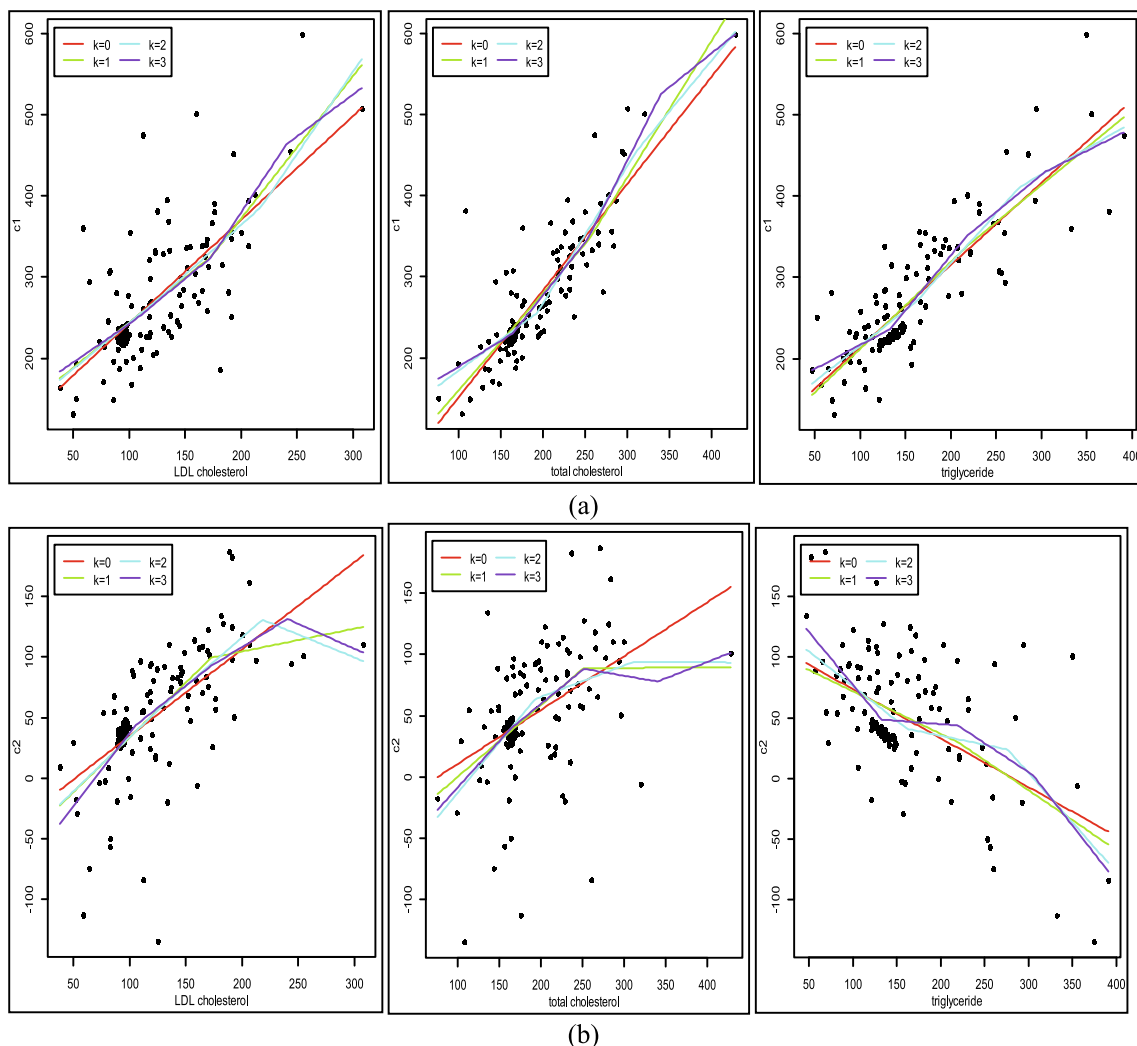 k=0 k=2
k=1 k=3
c1
600
500
400
300
200
50 100 150 200 250 300
LDL cholesterol
k=0 k=2
k=1 k=3
c1
600
500
400
300
200
100 150 200 250 300 350 400
total cholesterol
k=0 k=2
k=1 k=3
c1
600
500
400
300
200
50 100 150 200 250 300 350 400
triglyceride
(a)
k=0 k=2
k=1 k=3
c2
150
100
50
0
-50
-100
50 100 150 200 250 300
LDL cholesterol
k=0 k=2
k=1 k=3
c2
150
100
50
0
-50
-100
100 150 200 250 300 350 400
total cholesterol
k=0 k=2
k=1 k=3
c2
150
100
50
0
-50
-100
50 100 150 200 250 300 350 400
triglyceride
(b)